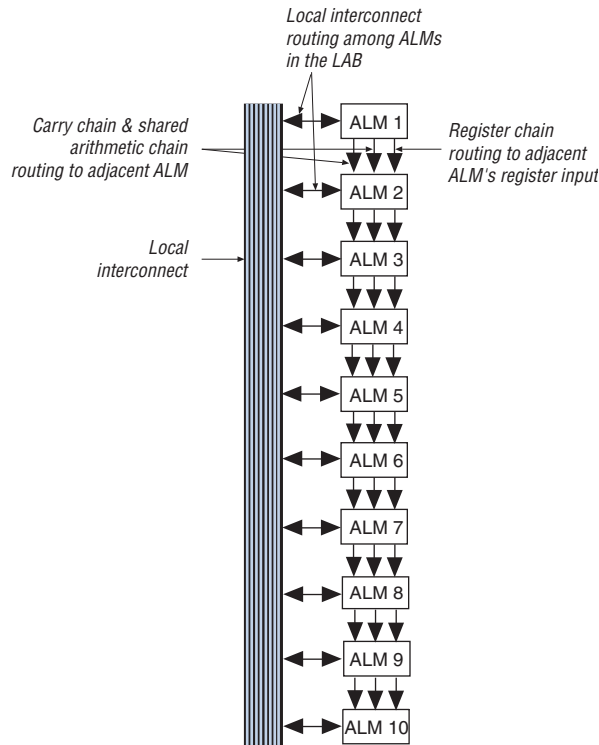 Local interconnect
routing among ALMs
in the LAB
Carry chain & shared
arithmetic chain
routing to adjacent ALM
Register chain
routing to adjacent
ALM's register input
Local
interconnect
ALM 1
ALM 2
ALM 3
ALM 4
ALM 5
ALM 6
ALM 7
ALM 8
ALM 9
ALM 10